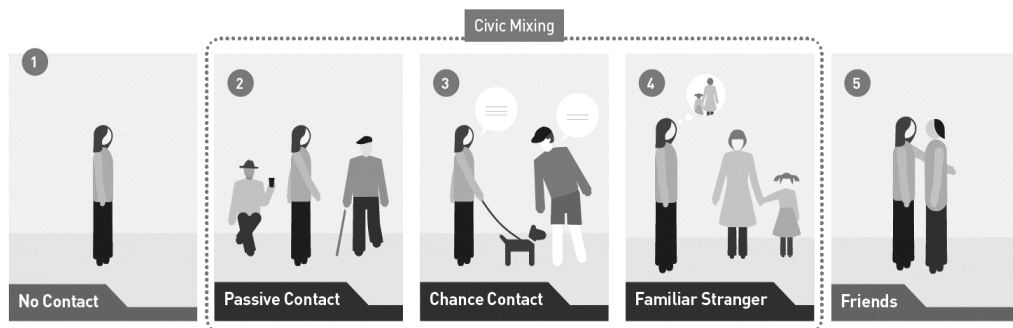 Civic Mixing
1
2
3
4
5
No Contact
Passive Contact
Chance Contact
Familiar Stranger
Friends